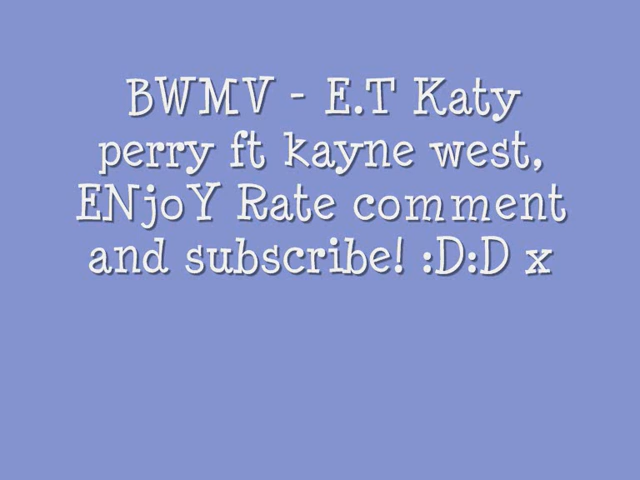 BWMV - E.T Katy
perry ft kayne west,
ENjoY Rate comment
and subscribe! :D:D x